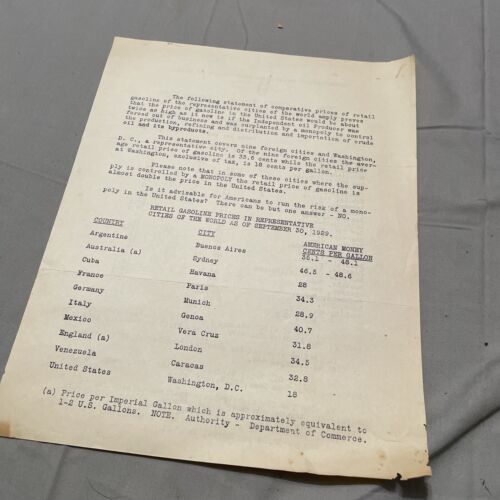 The following statement of comparative prices of retail
gasoline of the representative cities of the world amply proves
that the price of gasoline in the United States would be about
twice as high as it now is if the Independent oil Producer was
forced out of business and was supplanted by a monopoly to control
the production, refining and distribution and importation of crude
oil and its byproducts.
This statement covers nine foreign cities and Washington,
D. C., a representative city. Of the nine foreign cities the aver-
age retail price of gasoline is 33.6 cents while the retail price
at Washington, exclusive of tax, is 18 cents per gallon.
Please note that in some of these cities where the sup-
ply is controlled by a MONOPOLY the retail price of gasoline is
almost double the price in the United States.
Is it advisable for Americans to run the risk of a mono-
poly in the United States? There can be but one answer - NO.
RETAIL GASOLINE PRICES IN REPRESENTATIVE
CITIES OF THE WORLD AS OF SEPTEMBER 30, 1929.
COUNTRY CITY AMERICAN MONEY
CENTS PER GALLON
Argentine Buenos Aires 36.1 - 48.1
Australia (a) Sydney 46.5 - 48.6
Cuba Havana 28
France Paris 34.3
Germany Munich 28.9
Italy Genoa 40.7
Mexico Vera Cruz 31.8
England (a) London 34.5
Venezuela Caracas 32.8
United States Washington, D.C. 18
(a) Price per Imperial Gallon which is approximately equivalent to
1-2 U.S. Gallons. NOTE. Authority - Department of Commerce.